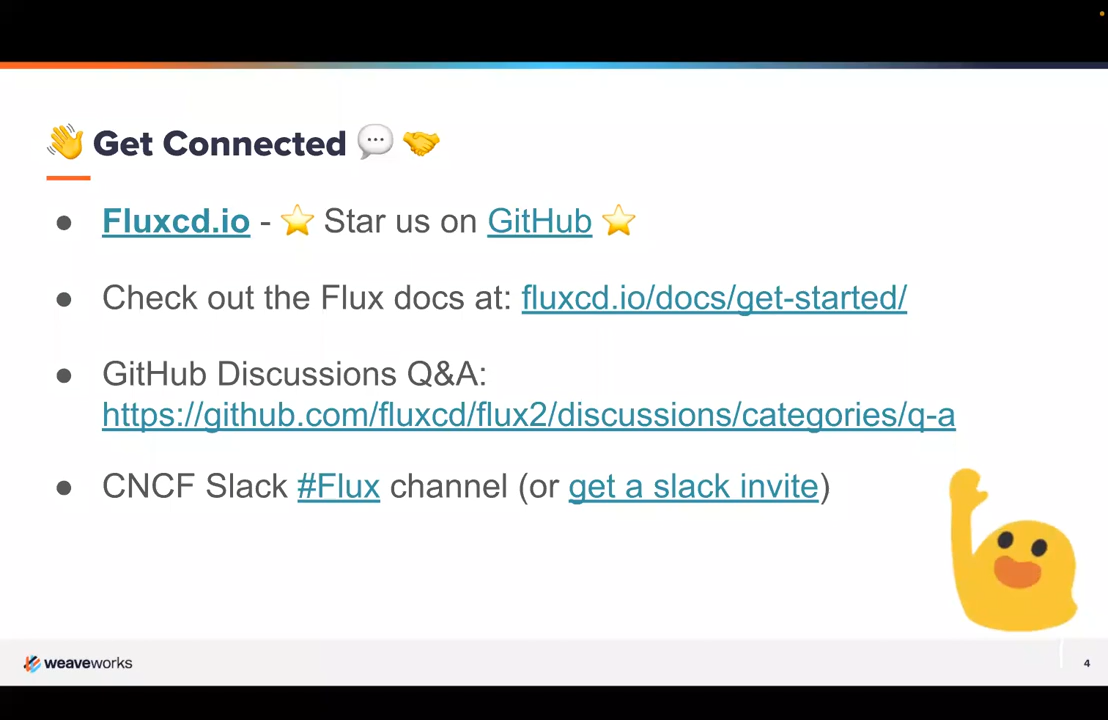 👋 Get Connected 💬 🤝
● Fluxcd.io - ⭐ Star us on GitHub ⭐
● Check out the Flux docs at: fluxcd.io/docs/get-started/
● GitHub Discussions Q&A:
https://github.com/fluxcd/flux2/discussions/categories/q-a
● CNCF Slack #Flux channel (or get a slack invite)
weaveworks
4